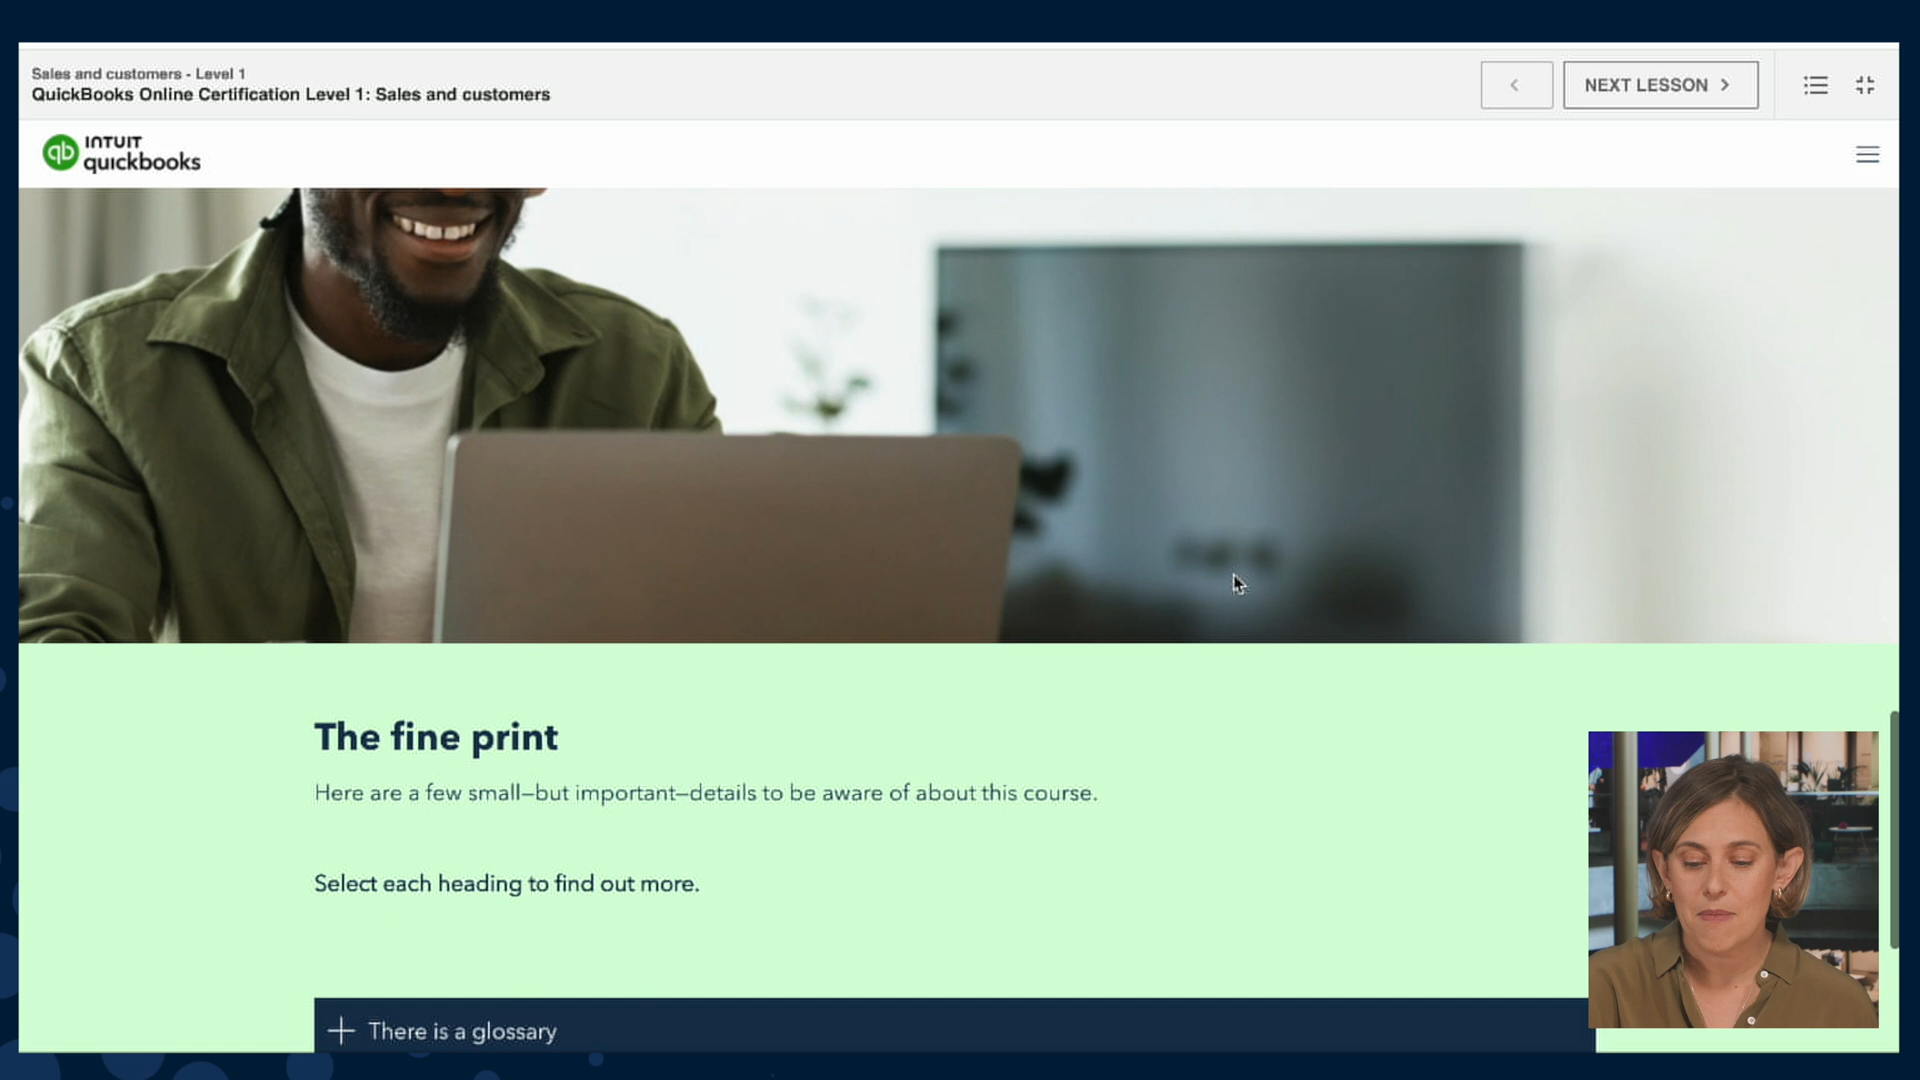 Sales and customers - Level 1
QuickBooks Online Certification Level 1: Sales and customers
NEXT LESSON
qb INTUIT
quickbooks
The fine print
Here are a few small—but important—details to be aware of about this course.
Select each heading to find out more.
There is a glossary